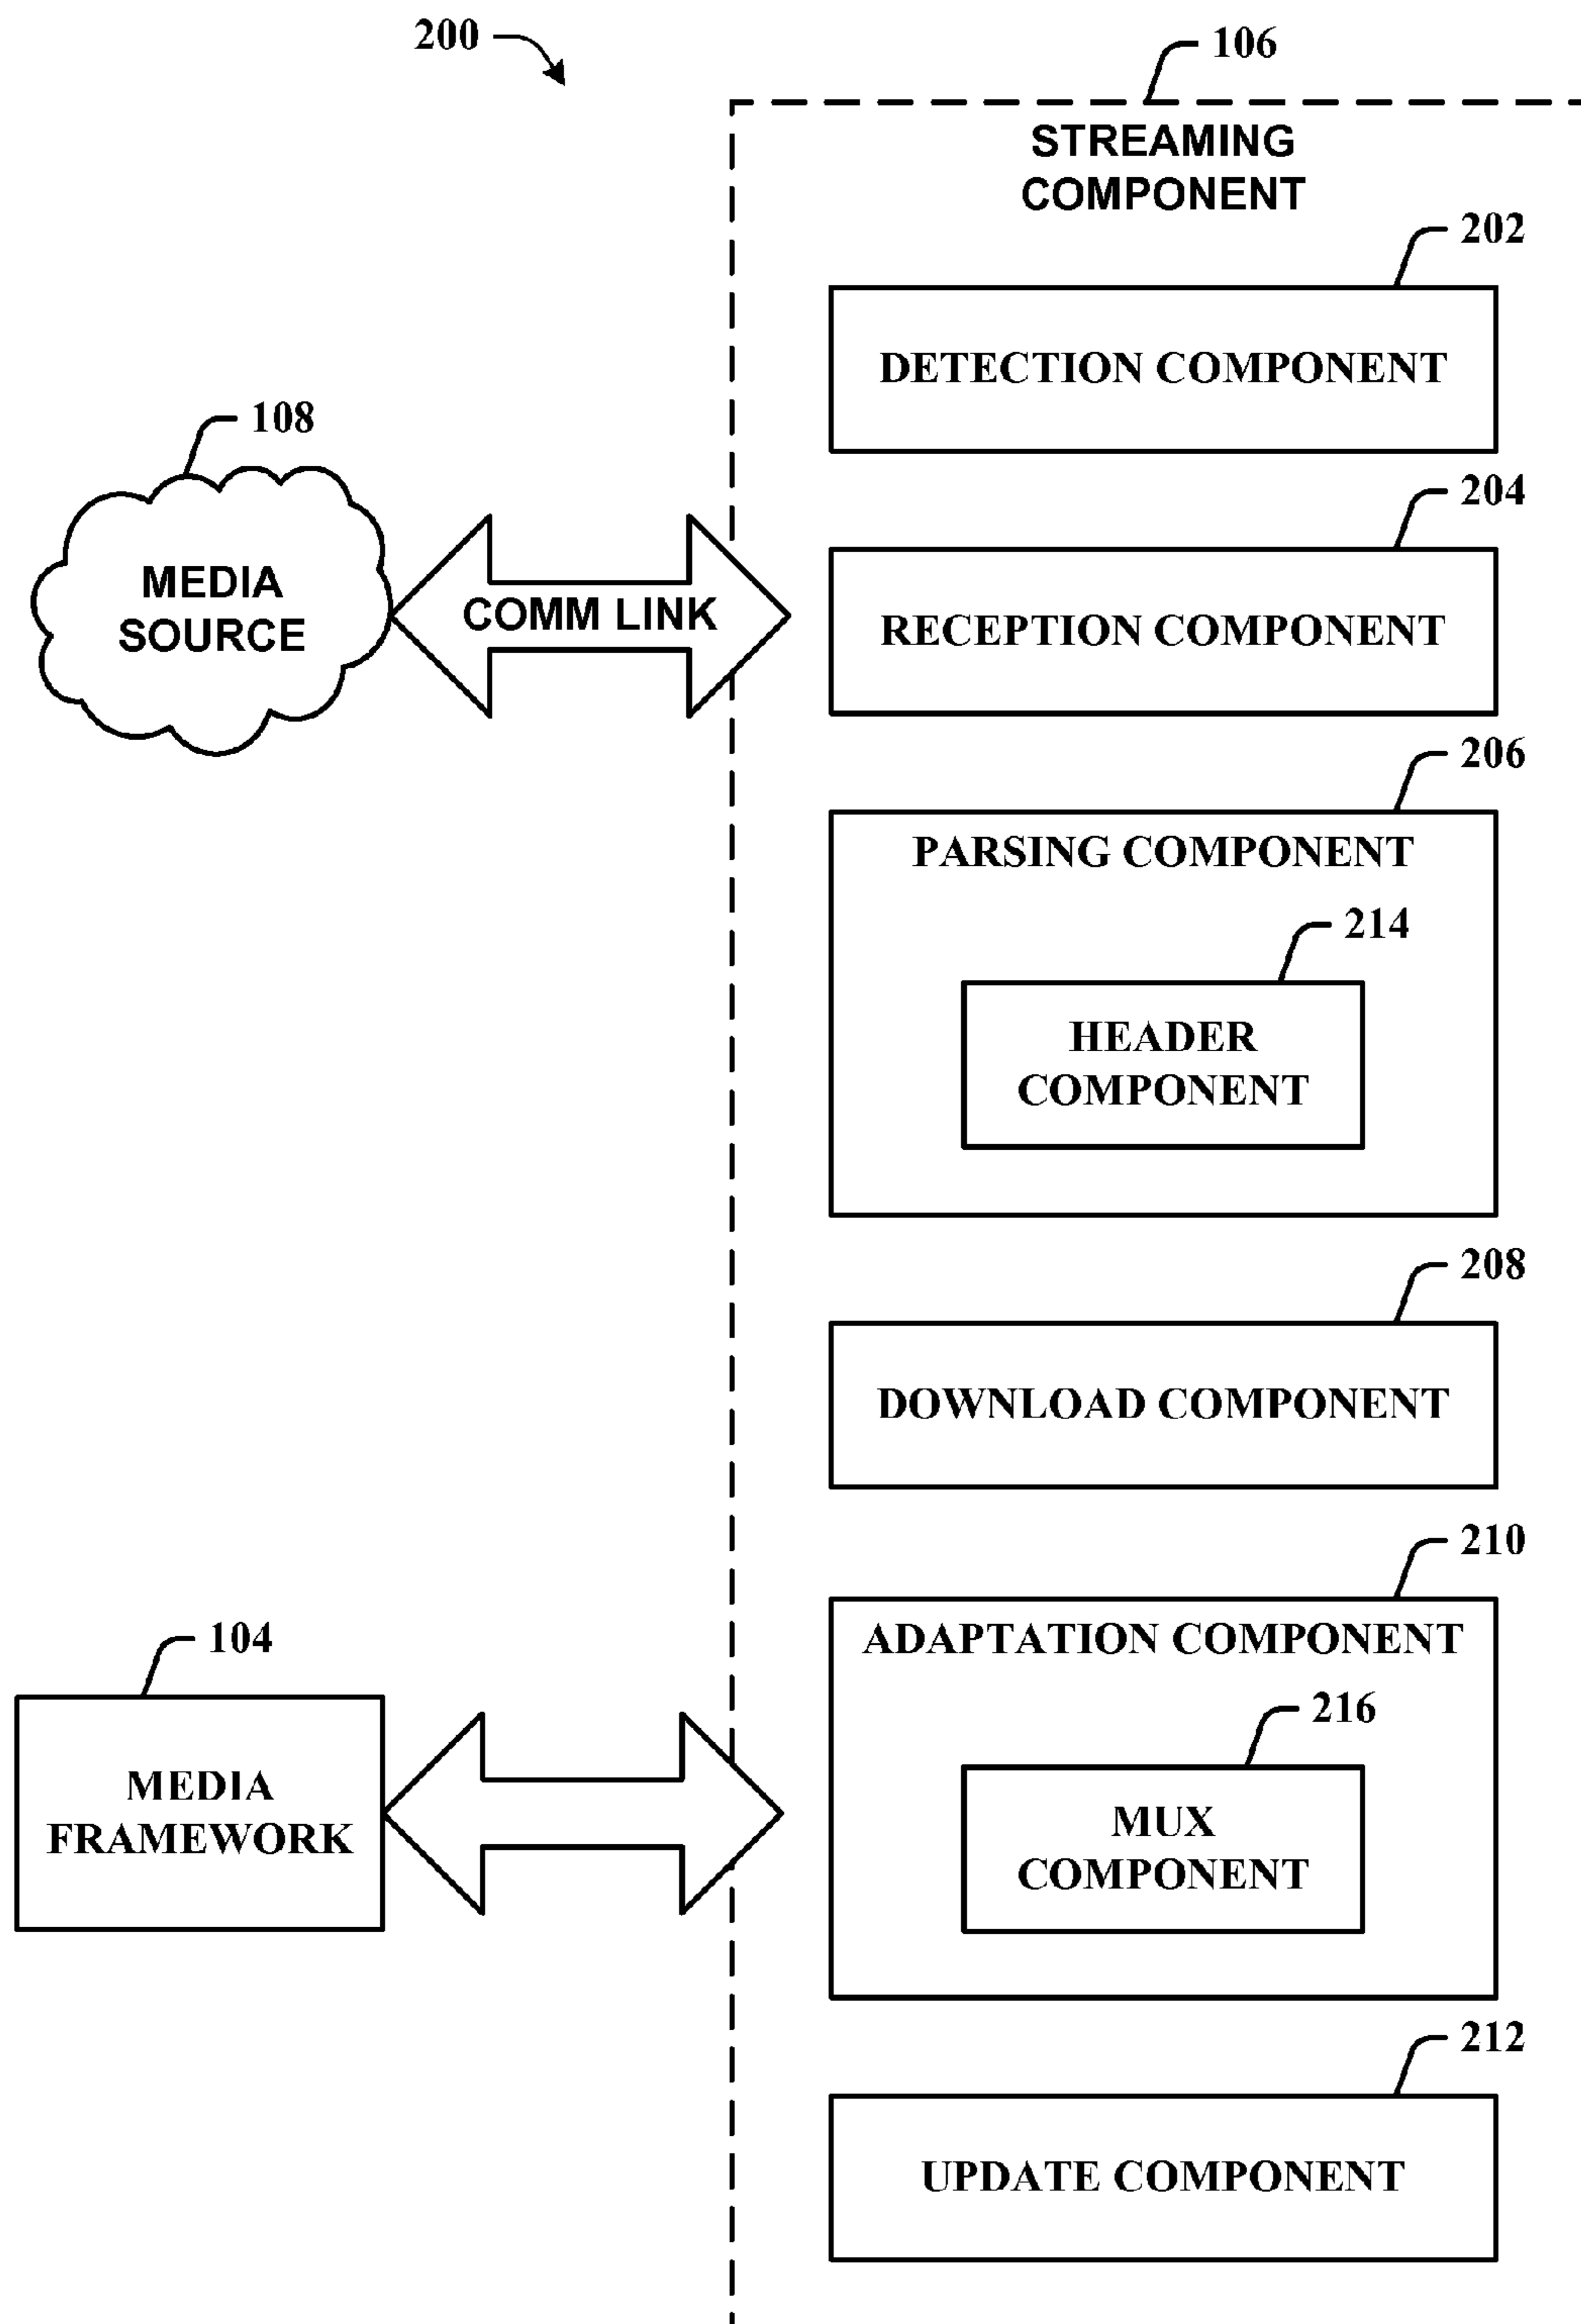 200
106
STREAMING
COMPONENT
202
DETECTION COMPONENT
108
MEDIA
SOURCE
COMM LINK
204
RECEPTION COMPONENT
206
PARSING COMPONENT
214
HEADER
COMPONENT
208
DOWNLOAD COMPONENT
210
ADAPTATION COMPONENT
104
MEDIA
FRAMEWORK
216
MUX
COMPONENT
212
UPDATE COMPONENT